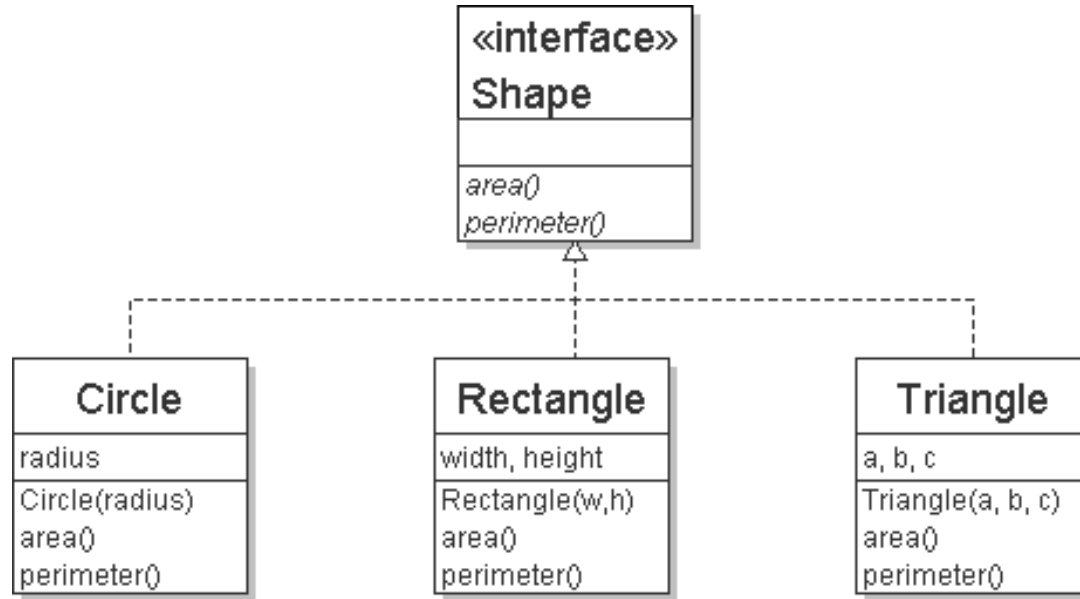 «interface»
Shape
area()
perimeter()
Circle
radius
Circle(radius)
area()
perimeter()
Rectangle
width, height
Rectangle(w,h)
area()
perimeter()
Triangle
a, b, c
Triangle(a, b, c)
area()
perimeter()